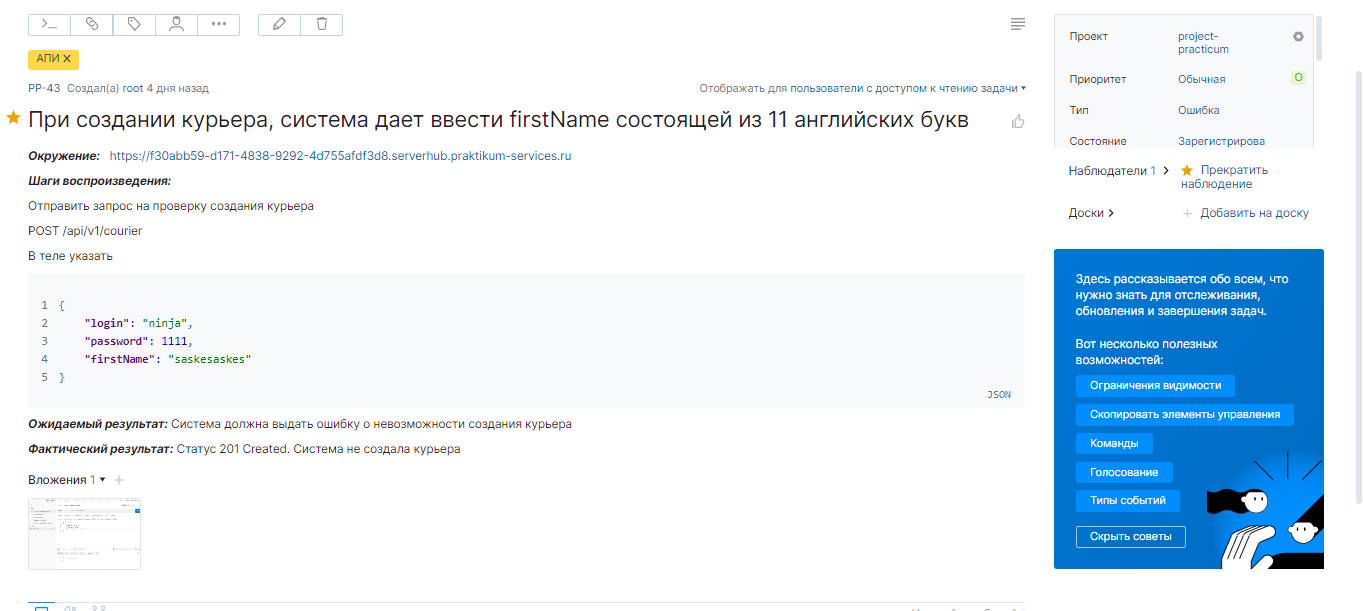 АПИ X
PP-43 Создал(а) root 4 дня назад
Отображать для пользователи с доступом к чтению задачи
При создании курьера, система дает ввести firstName состоящей из 11 английских букв
Окружение: https://f30abb59-d171-4838-9292-4d755afdf3d8.serverhub.praktikum-services.ru
Шаги воспроизведения:
Отправить запрос на проверку создания курьера
POST /api/v1/courier
В теле указать
1 {
2 "login": "ninja",
3 "password": 1111,
4 "firstName": "saskesaskes"
5 }
JSON
Ожидаемый результат: Система должна выдать ошибку о невозможности создания курьера
Фактический результат: Статус 201 Created. Система не создала курьера
Вложения 1
Проект project-
practicum
Приоритет Обычная О
Тип Ошибка
Состояние Зарегистрирова
Наблюдатели 1 Прекратить
наблюдение
Доски Добавить на доску
Здесь рассказывается обо всем, что
нужно знать для отслеживания,
обновления и завершения задач.
Вот несколько полезных
возможностей:
Ограничения видимости
Скопировать элементы управления
Команды
Голосование
Типы событий
Скрыть советы